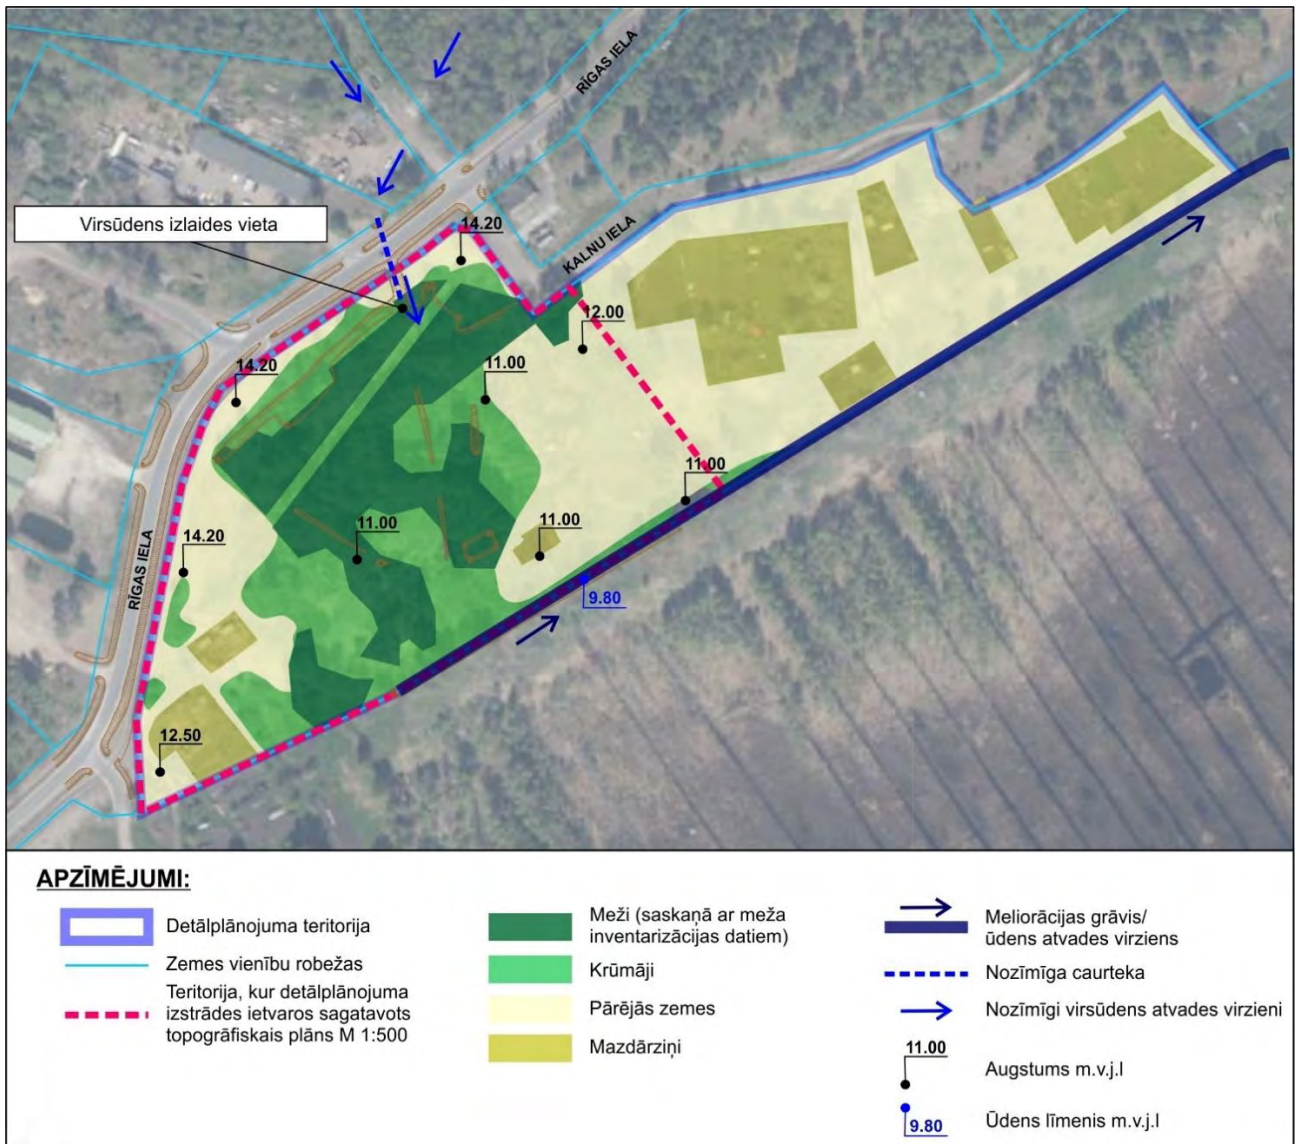 RĪGAS IELA
Virsūdens izlaides vieta
14.20
KALNU IELA
12.00
14.20
11.00
11.00
11.00
11.00
14.20
RĪGAS IELA
9.80
12.50
APZĪMĒJUMI:
Detālplānojuma teritorija
Zemes vienību robežas
Teritorija, kur detālplānojuma
izstrādes ietvaros sagatavots
topogrāfiskais plāns M 1:500
Meži (saskaņā ar meža
inventarizācijas datiem)
Krūmāji
Pārējās zemes
Mazdārziņi
Meliorācijas grāvis/
ūdens atvades virziens
Nozīmīga caurteka
Nozīmīgi virsūdens atvades virzieni
11.00
Augstums m.v.j.l
9.80
Ūdens līmenis m.v.j.l